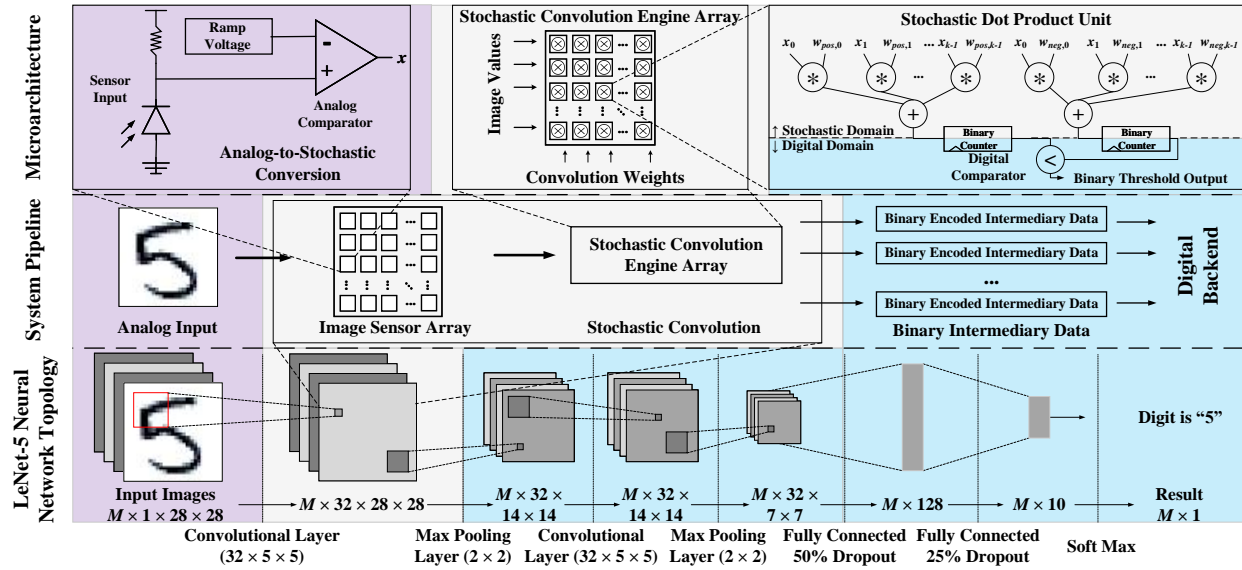 Microarchitecture
Ramp
Voltage
-
+
x
Sensor
Input
Analog
Comparator
Analog-to-Stochastic
Conversion
Stochastic Convolution Engine Array
Image Values
...
Convolution Weights
Stochastic Dot Product Unit
x0 wpos,0 x1 wpos,1 ... xk-1 wpos,k-1 x0 wneg,0 x1 wneg,1 ... xk-1 wneg,k-1
* * ... * * * ... *
+ +
↑ Stochastic Domain
↓ Digital Domain
Binary
Counter
Binary
Counter
<
Digital
Comparator
Binary Threshold Output
System Pipeline
Analog Input
...
Image Sensor Array
Stochastic Convolution
Engine Array
Stochastic Convolution
Binary Encoded Intermediary Data
Binary Encoded Intermediary Data
...
Binary Encoded Intermediary Data
Binary Intermediary Data
Digital
Backend
LeNet-5 Neural
Network Topology
Input Images
M × 1 × 28 × 28
M × 32 × 28 × 28
M × 32 ×
14 × 14
M × 32 ×
14 × 14
M × 32 ×
7 × 7
M × 128
M × 10
Digit is “5”
Result
M × 1
Convolutional Layer
(32 × 5 × 5)
Max Pooling
Layer (2 × 2)
Convolutional
Layer (32 × 5 × 5)
Max Pooling
Layer (2 × 2)
Fully Connected
50% Dropout
Fully Connected
25% Dropout
Soft Max